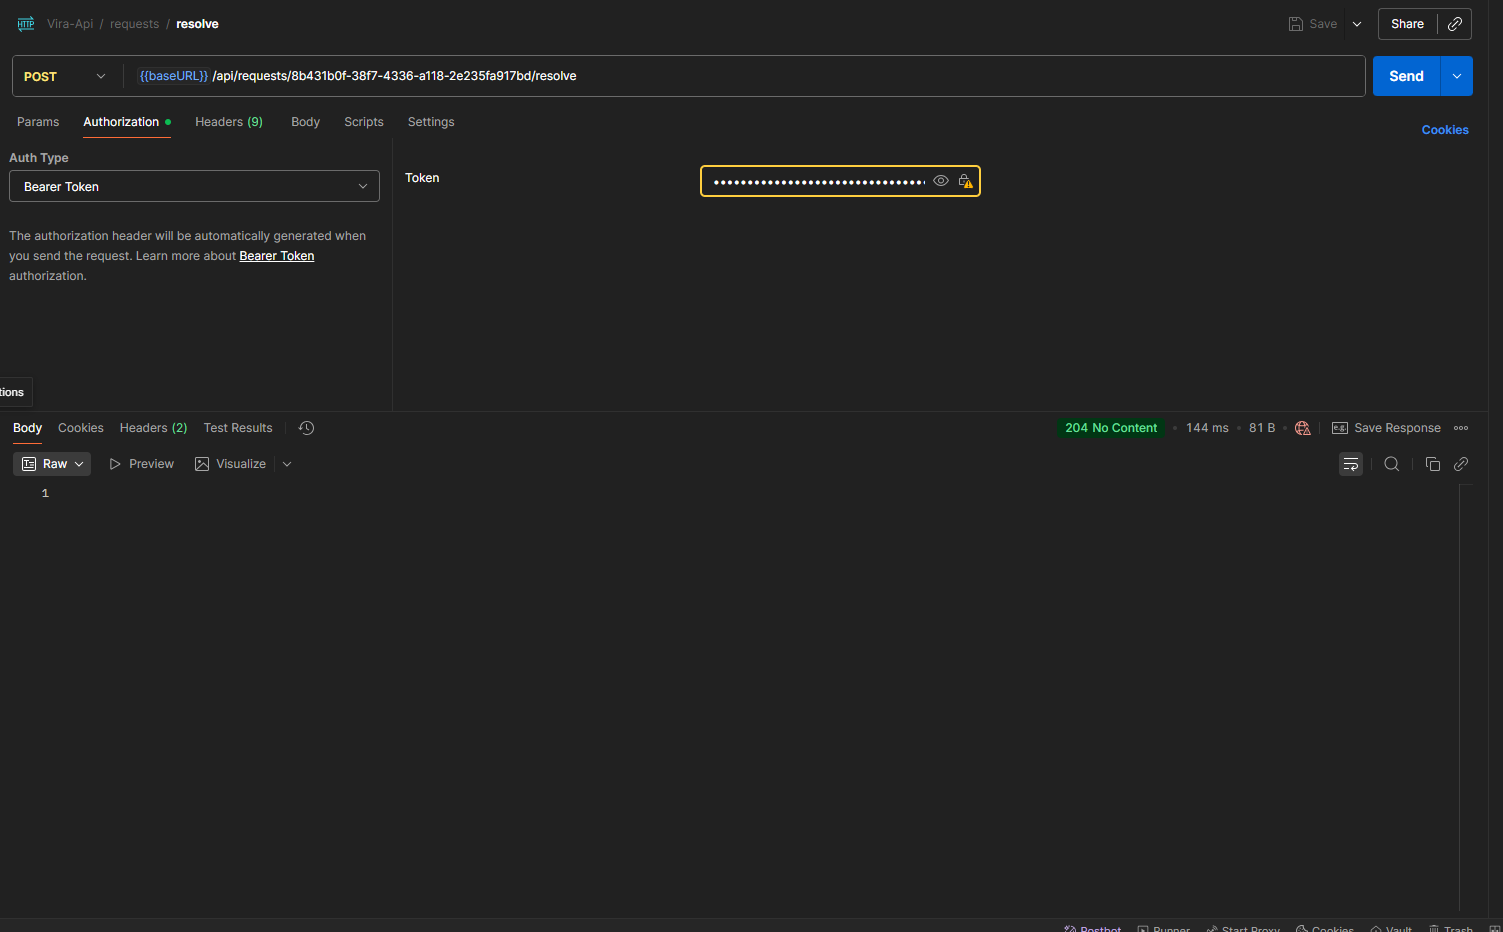 HTTP Vira-Api / requests / resolve
Save
Share
POST
{{baseURL}} /api/requests/8b431b0f-38f7-4336-a118-2e235fa917bd/resolve
Send
Params Authorization Headers (9) Body Scripts Settings
Cookies
Auth Type
Bearer Token
Token
The authorization header will be automatically generated when
you send the request. Learn more about Bearer Token
authorization.
tions
Body Cookies Headers (2) Test Results
204 No Content • 144 ms • 81 B
e.g. Save Response
Raw Preview Visualize
1
Postbot Runner Start Proxy Cookies Vault Trash